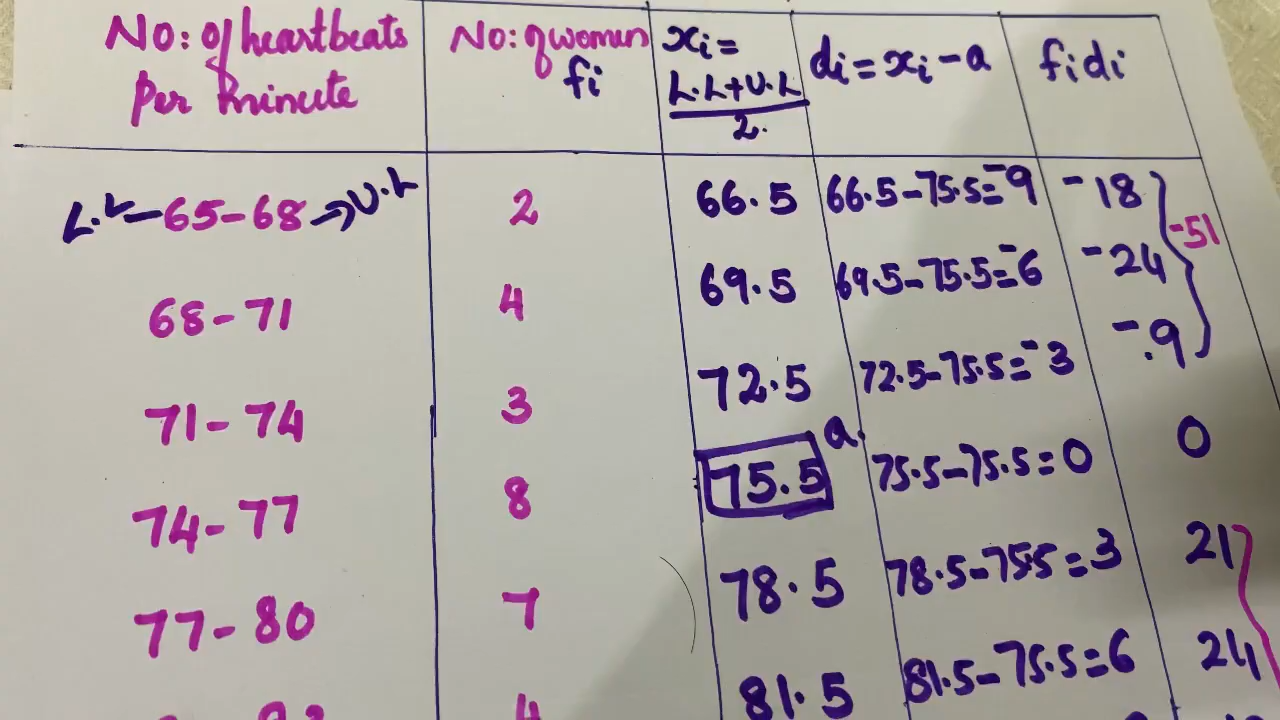 No: of heartbeats per minute | No: of women fi | xi = L.L+U.L / 2. | di = xi - a | fidi
L.L - 65-68 → U.L | 2 | 66.5 | 66.5-75.5=⁻9 | ⁻18
68-71 | 4 | 69.5 | 69.5-75.5=⁻6 | ⁻24
71-74 | 3 | 72.5 | 72.5-75.5=⁻3 | ⁻.9
⁻51
74-77 | 8 | 75.5 a. | 75.5-75.5=0 | 0
77-80 | 7 | 78.5 | 78.5-75.5=3 | 21
4 | 81.5 | 81.5-75.5=6 | 24